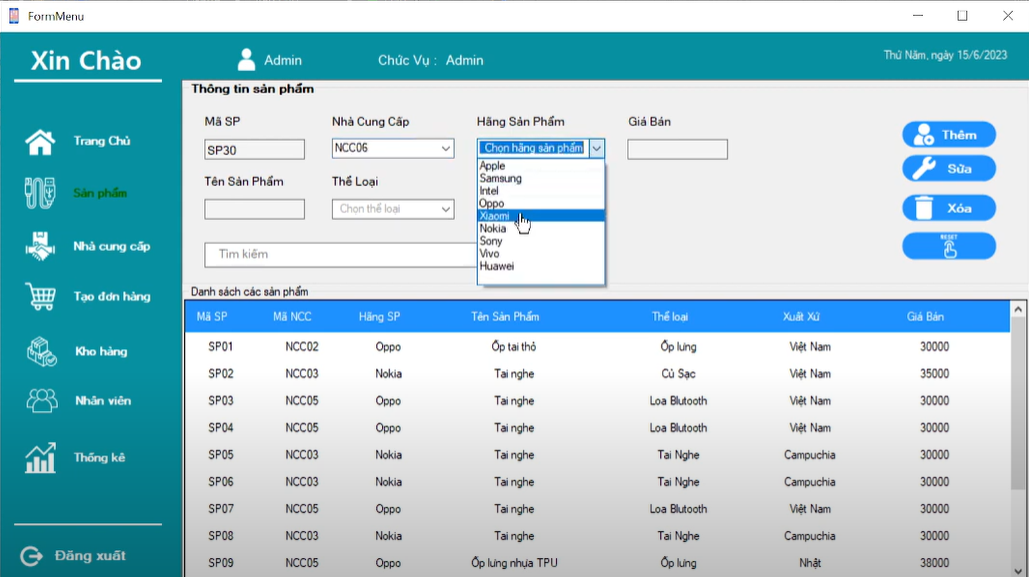 FormMenu
Xin Chào
Admin
Chức Vụ : Admin
Thứ Năm, ngày 15/6/2023
Trang Chủ
Sản phẩm
Nhà cung cấp
Tạo đơn hàng
Kho hàng
Nhân viên
Thống kê
Đăng xuất
Thông tin sản phẩm
Mã SP
Nhà Cung Cấp
Hãng Sản Phẩm
Giá Bán
SP30
NCC06
Chọn hãng sản phẩm
Apple
Samsung
Intel
Oppo
Xiaomi
Nokia
Sony
Vivo
Huawei
Tên Sản Phẩm
Thể Loại
Chọn thể loại
Tìm kiếm
Thêm
Sửa
Xóa
RESET
Danh sách các sản phẩm
Mã SP Mã NCC Hãng SP Tên Sản Phẩm Thể loại Xuất Xứ Giá Bán
SP01 NCC02 Oppo Ốp tai thỏ Ốp lưng Việt Nam 30000
SP02 NCC03 Nokia Tai nghe Củ Sạc Việt Nam 35000
SP03 NCC05 Oppo Tai nghe Loa Blutooth Việt Nam 30000
SP04 NCC05 Oppo Tai nghe Loa Blutooth Việt Nam 30000
SP05 NCC03 Nokia Tai nghe Tai Nghe Campuchia 30000
SP06 NCC03 Nokia Tai nghe Tai Nghe Campuchia 30000
SP07 NCC05 Oppo Tai nghe Loa Blutooth Việt Nam 30000
SP08 NCC03 Nokia Tai nghe Tai Nghe Campuchia 30000
SP09 NCC05 Oppo Ốp lưng nhựa TPU Ốp lưng Nhật 38000